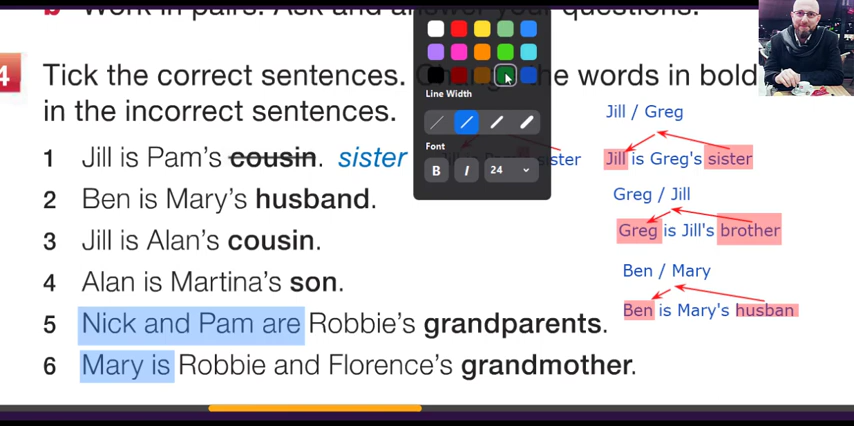 b Work in pairs. Ask and answer your questions.
4 Tick the correct sentences. Change the words in bold
in the incorrect sentences.
1 Jill is Pam's cousin. sister
2 Ben is Mary's husband.
3 Jill is Alan's cousin.
4 Alan is Martina's son.
5 Nick and Pam are Robbie's grandparents.
6 Mary is Robbie and Florence's grandmother.
Line Width
Font
B I 24
sister
Jill / Greg
Jill is Greg's sister
Greg / Jill
Greg is Jill's brother
Ben / Mary
Ben is Mary's husban